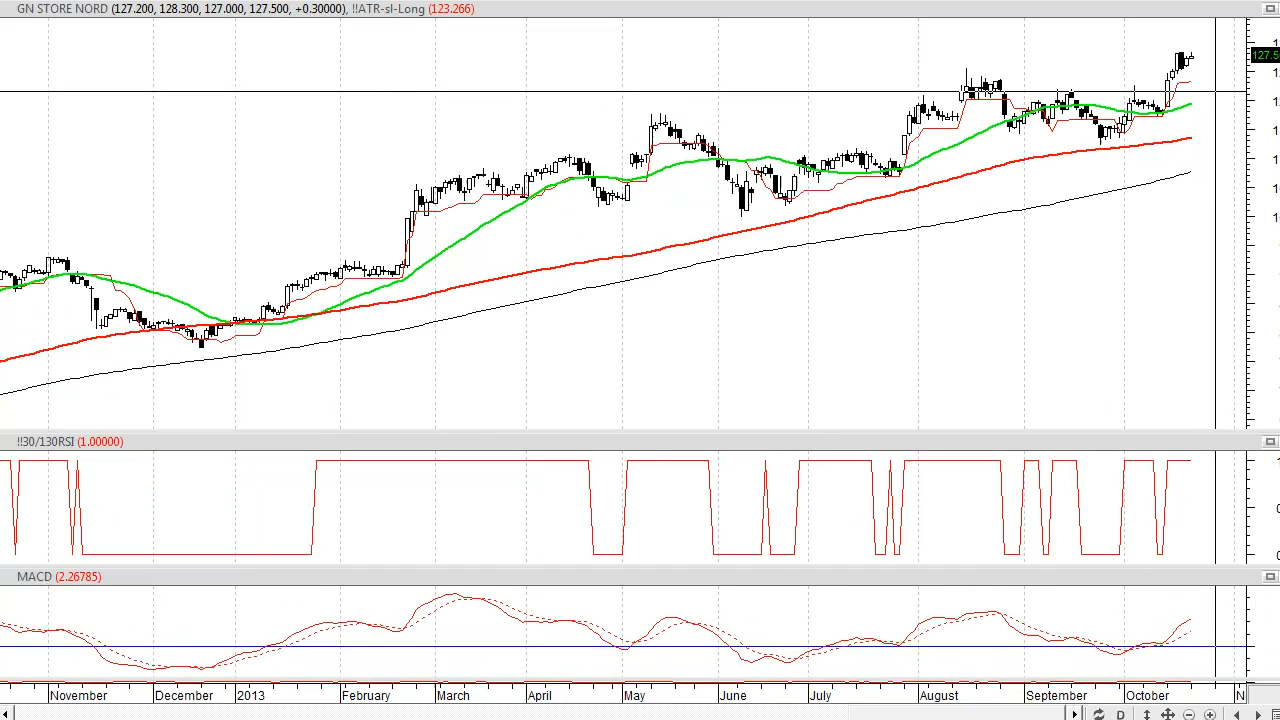 GN STORE NORD (127.200, 128.300, 127.000, 127.500, +0.30000), !!ATR-sl-Long (123.266)
127.5
!!30/130RSI (1.00000)
MACD (2.26785)
November December 2013 February March April May June July August September October N
D